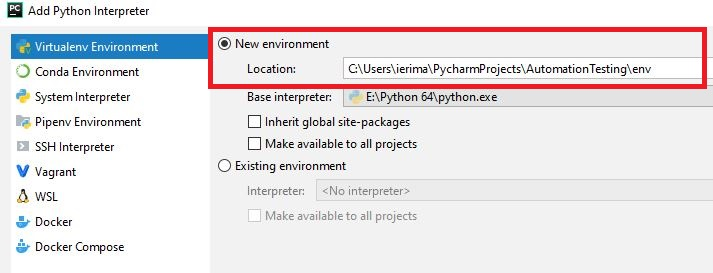 PC Add Python Interpreter
Virtualenv Environment
Conda Environment
System Interpreter
Pipenv Environment
SSH Interpreter
Vagrant
WSL
Docker
Docker Compose
New environment
Location: C:\Users\ierima\PycharmProjects\AutomationTesting\env
Base interpreter: E:\Python 64\python.exe
Inherit global site-packages
Make available to all projects
Existing environment
Interpreter: <No interpreter>
Make available to all projects